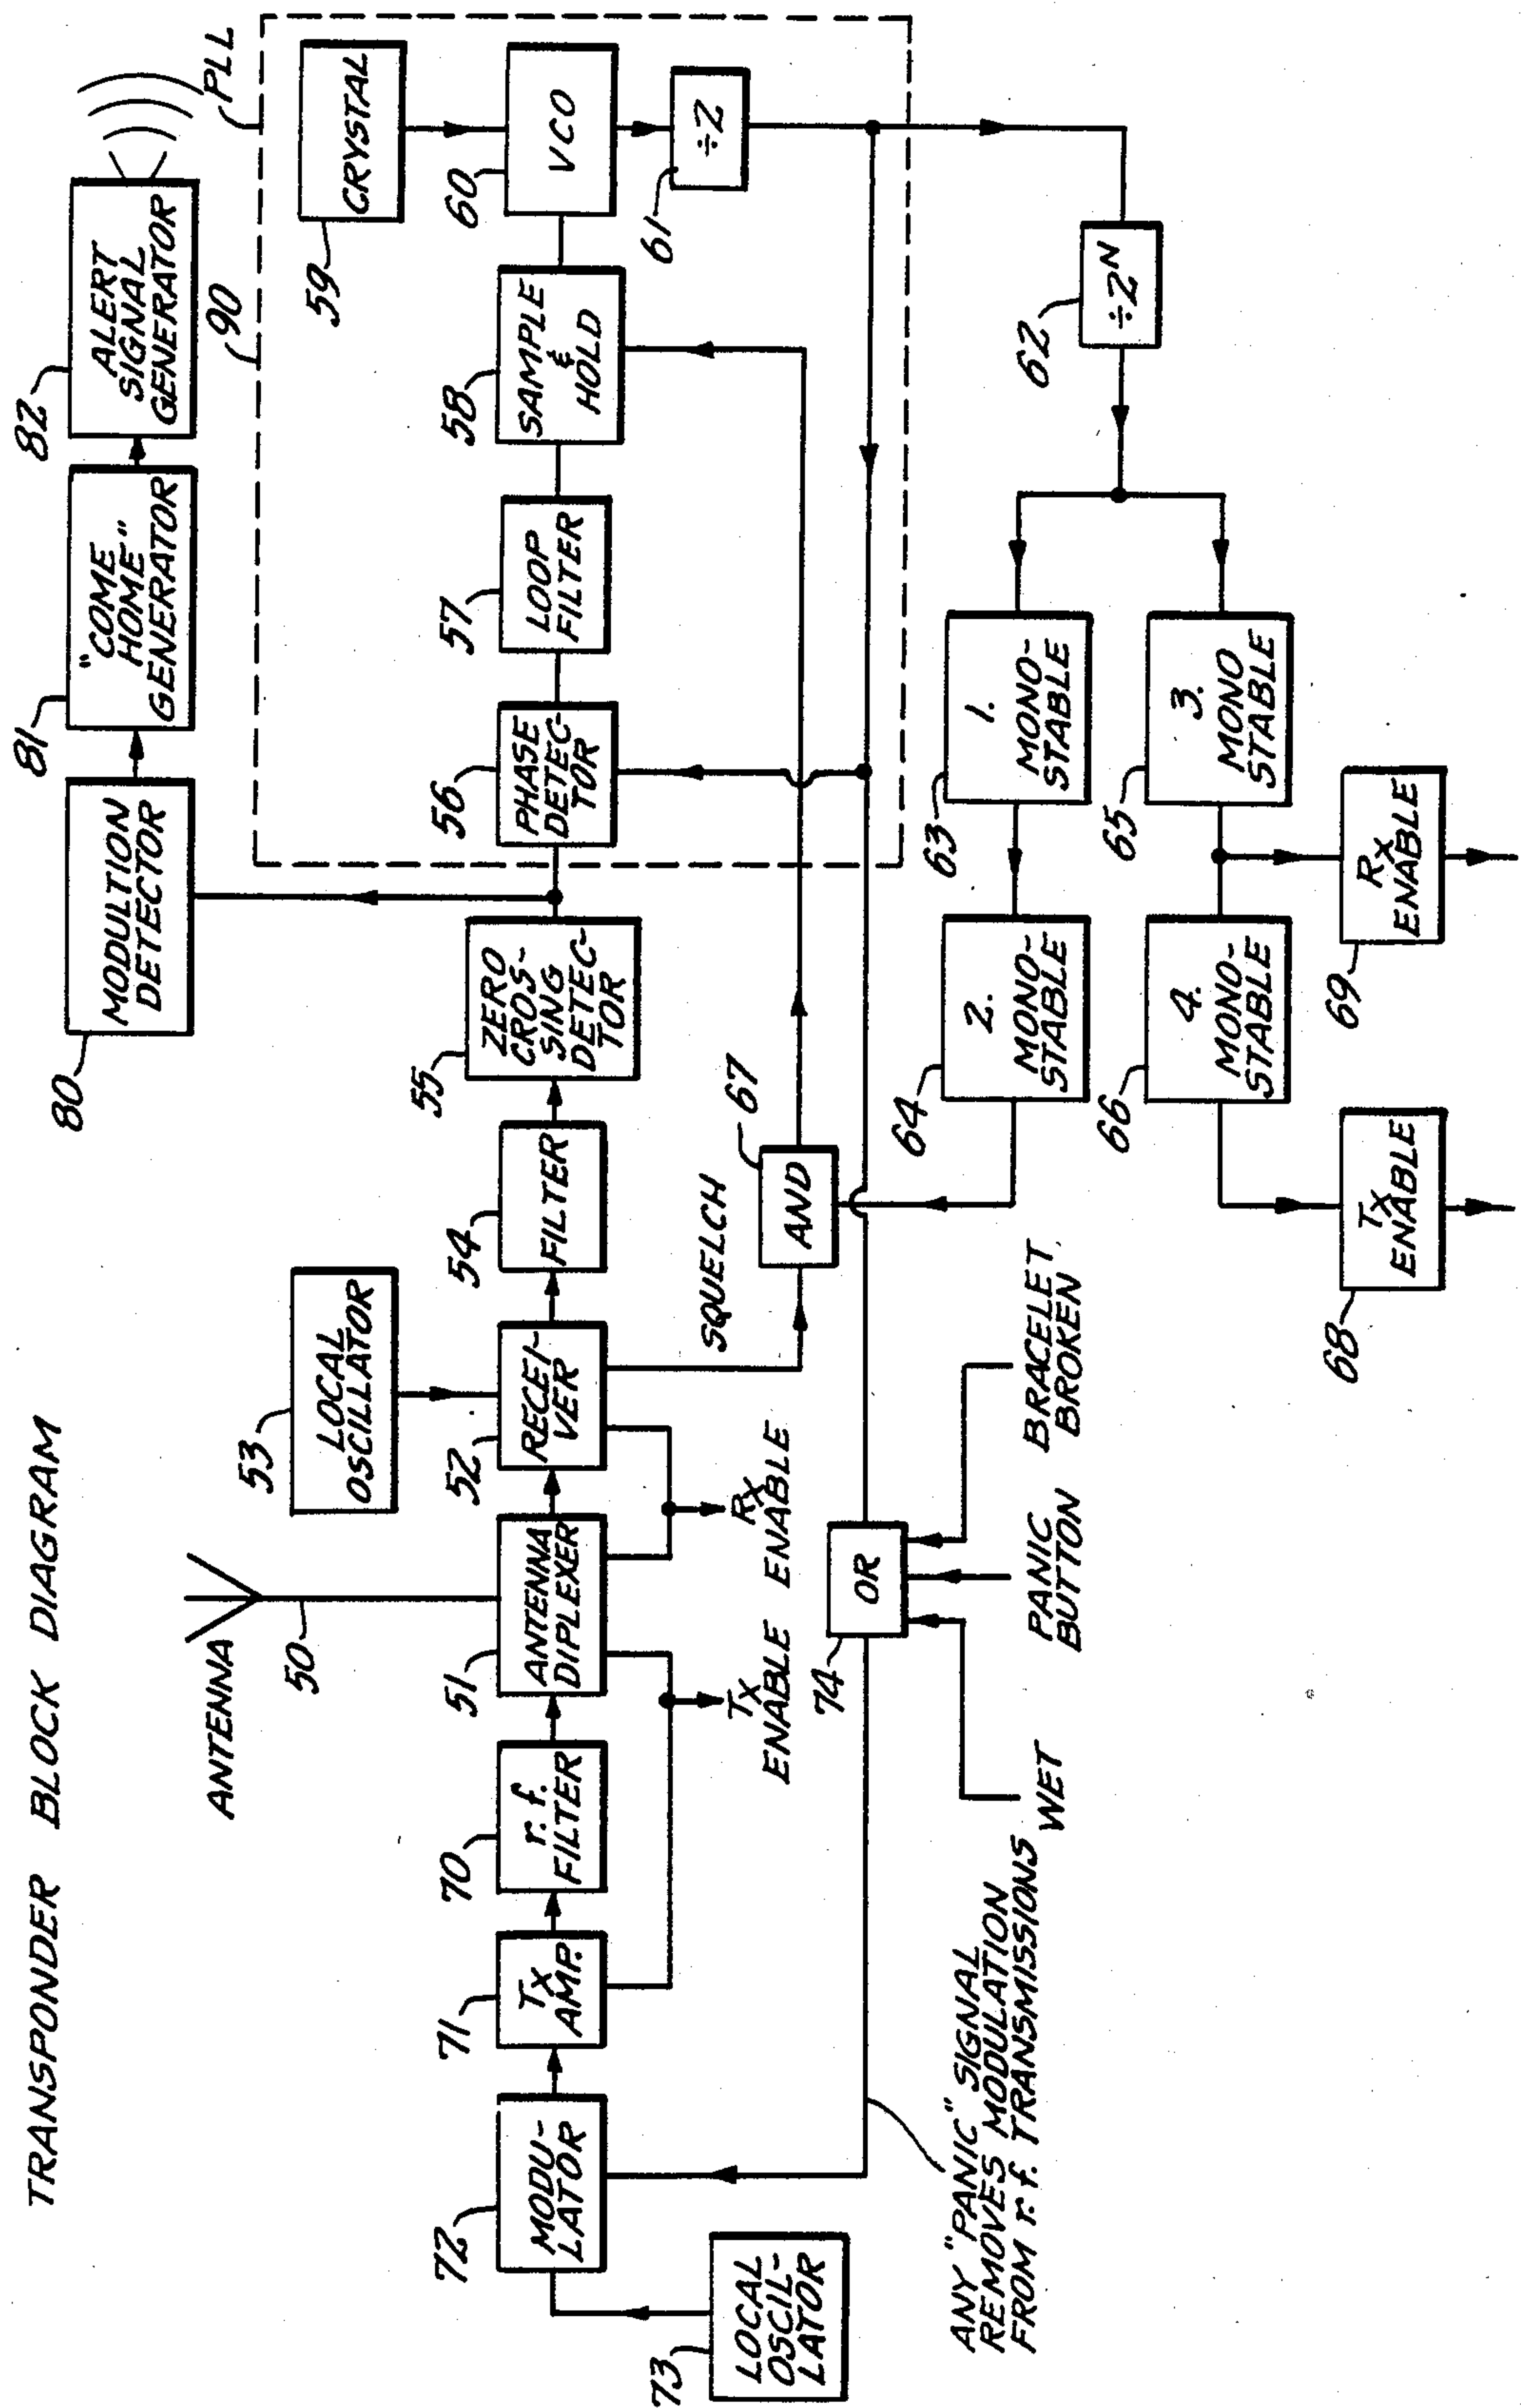 TRANSPONDER BLOCK DIAGRAM
ANTENNA
50
53
LOCAL
OSCILLATOR
80
MODULTION
DETECTOR
81
"COME
HOME"
GENERATOR
82
ALERT
SIGNAL
GENERATOR
90
PLL
73
LOCAL
OSCIL-
LATOR
72
MODU-
LATOR
71
Tx
AMP.
70
r.f.
FILTER
51
ANTENNA
DIPLEXER
52
RECEI-
VER
54
FILTER
55
ZERO
CROS-
SING
DETEC-
TOR
56
PHASE
DETEC-
TOR
57
LOOP
FILTER
58
SAMPLE
&
HOLD
59
CRYSTAL
60
VCO
61
÷2
Tx
ENABLE
Rx
ENABLE
SQUELCH
67
AND
74
OR
ANY "PANIC" SIGNAL
REMOVES MODULATION
FROM r.f. TRANSMISSIONS
WET
PANIC
BUTTON
BRACELET
BROKEN
62
÷2N
63
1.
MONO-
STABLE
64
2.
MONO-
STABLE
65
3.
MONO
STABLE
66
4.
MONO-
STABLE
68
Tx
ENABLE
69
Rx
ENABLE